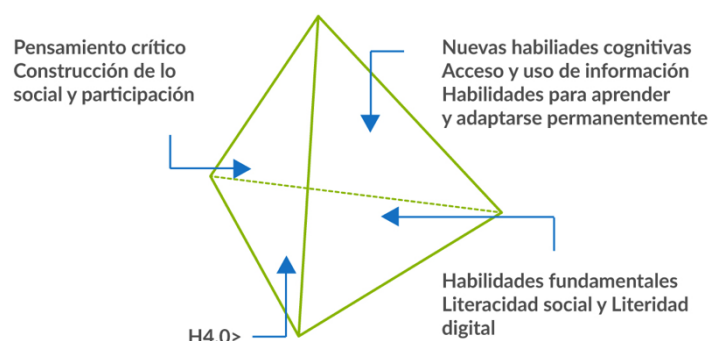 Pensamiento crítico
Construcción de lo
social y participación
Nuevas habiliades cognitivas
Acceso y uso de información
Habilidades para aprender
y adaptarse permanentemente
Habilidades fundamentales
Literacidad social y Literidad
digital
H4.0>